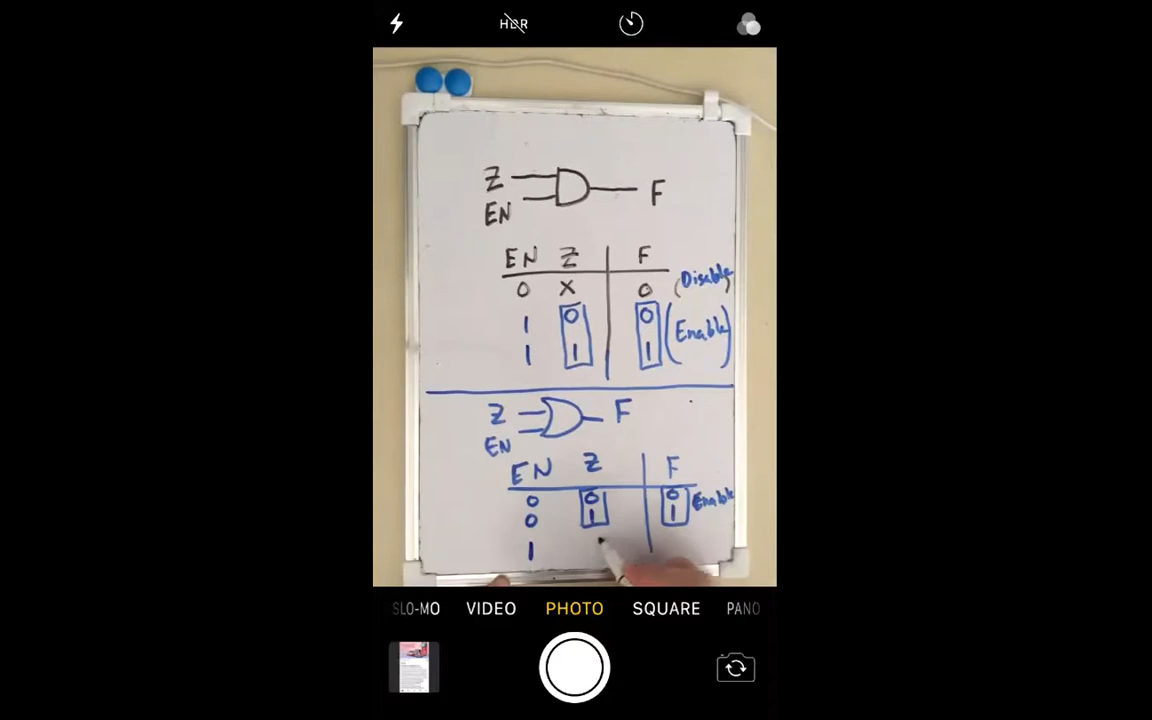 HDR
Z
F
EN
EN Z F
0 X 0 (Disable)
1 0 0 (Enable)
1 1 1
Z F
EN
EN Z F
0 0 0 Enable
0 1 1
1
SLO-MO VIDEO PHOTO SQUARE PANO